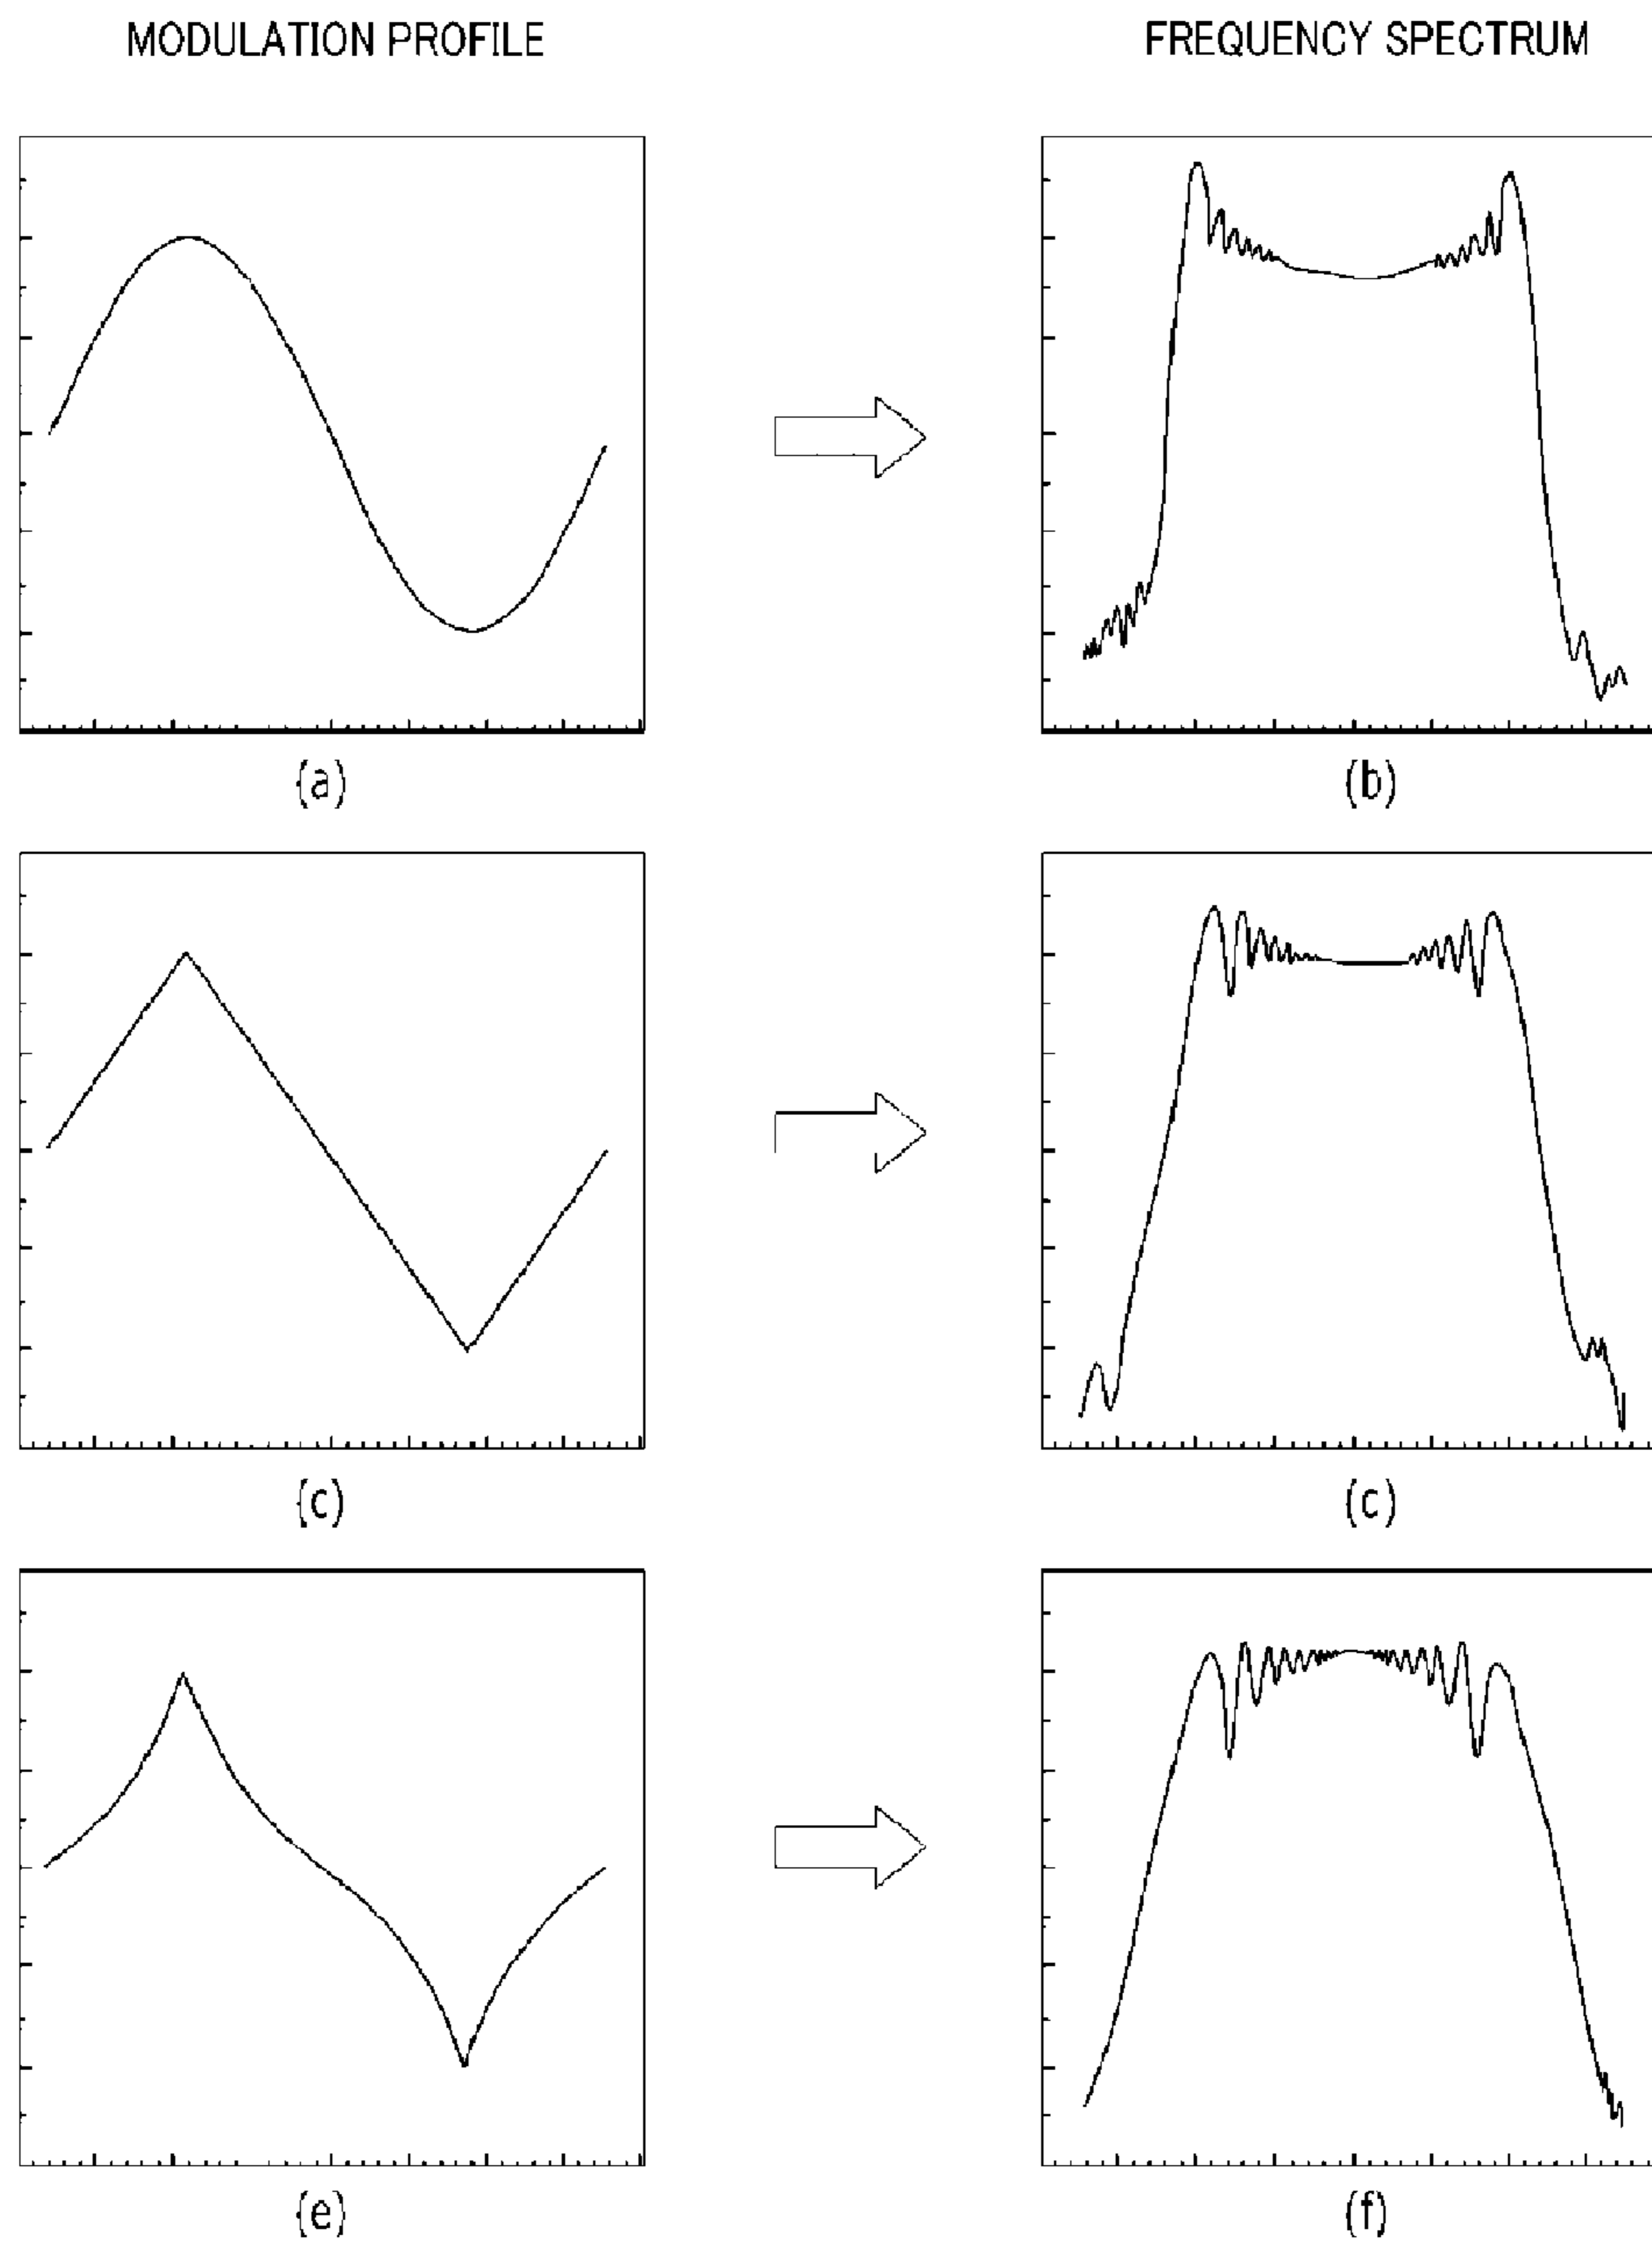 MODULATION PROFILE
FREQUENCY SPECTRUM
(a)
(b)
(c)
(c)
(e)
(f)